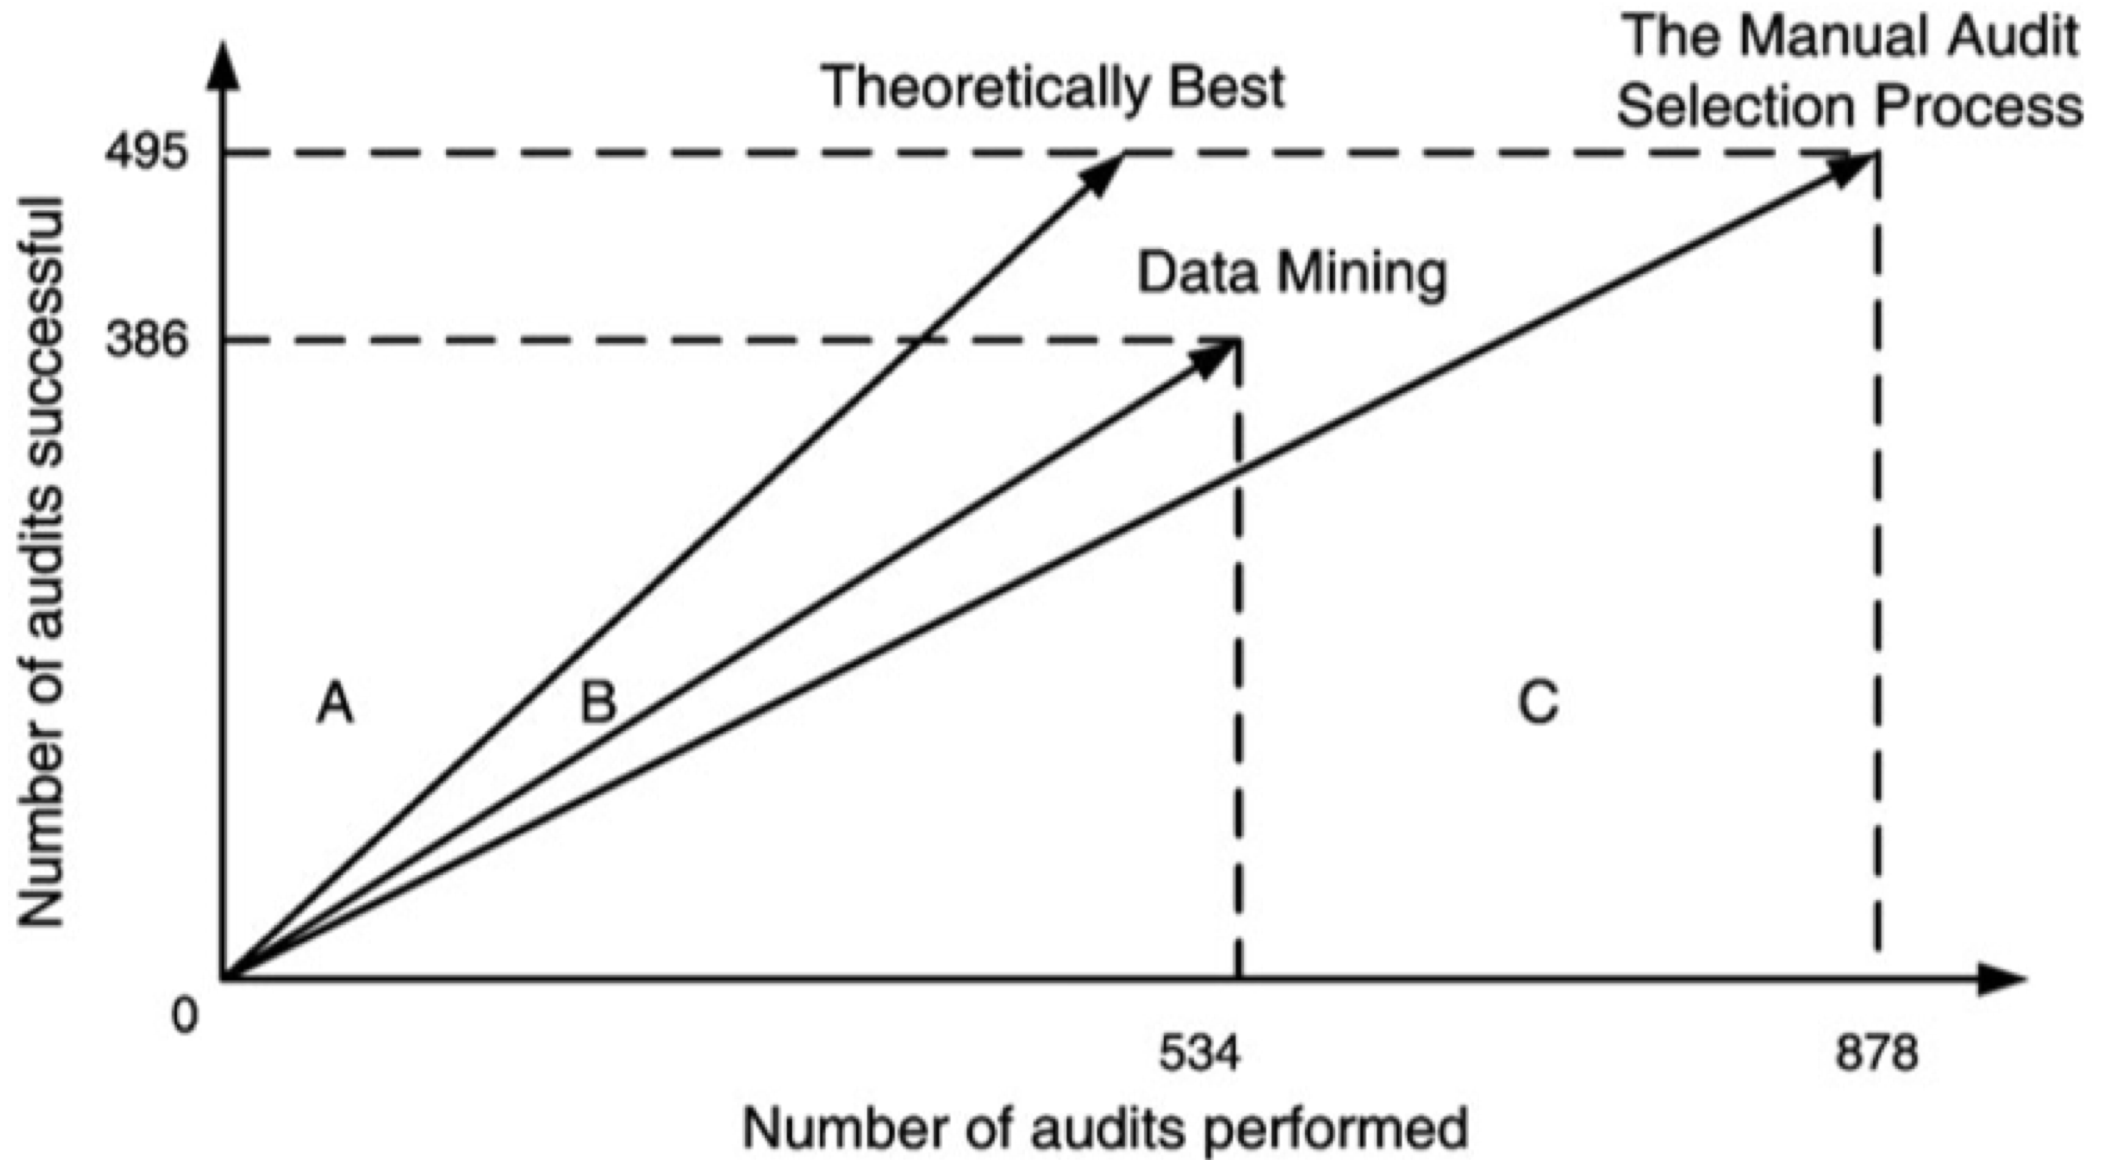 The Manual Audit
Selection Process
Theoretically Best
495
Data Mining
386
Number of audits successful
A
B
C
0
534
878
Number of audits performed